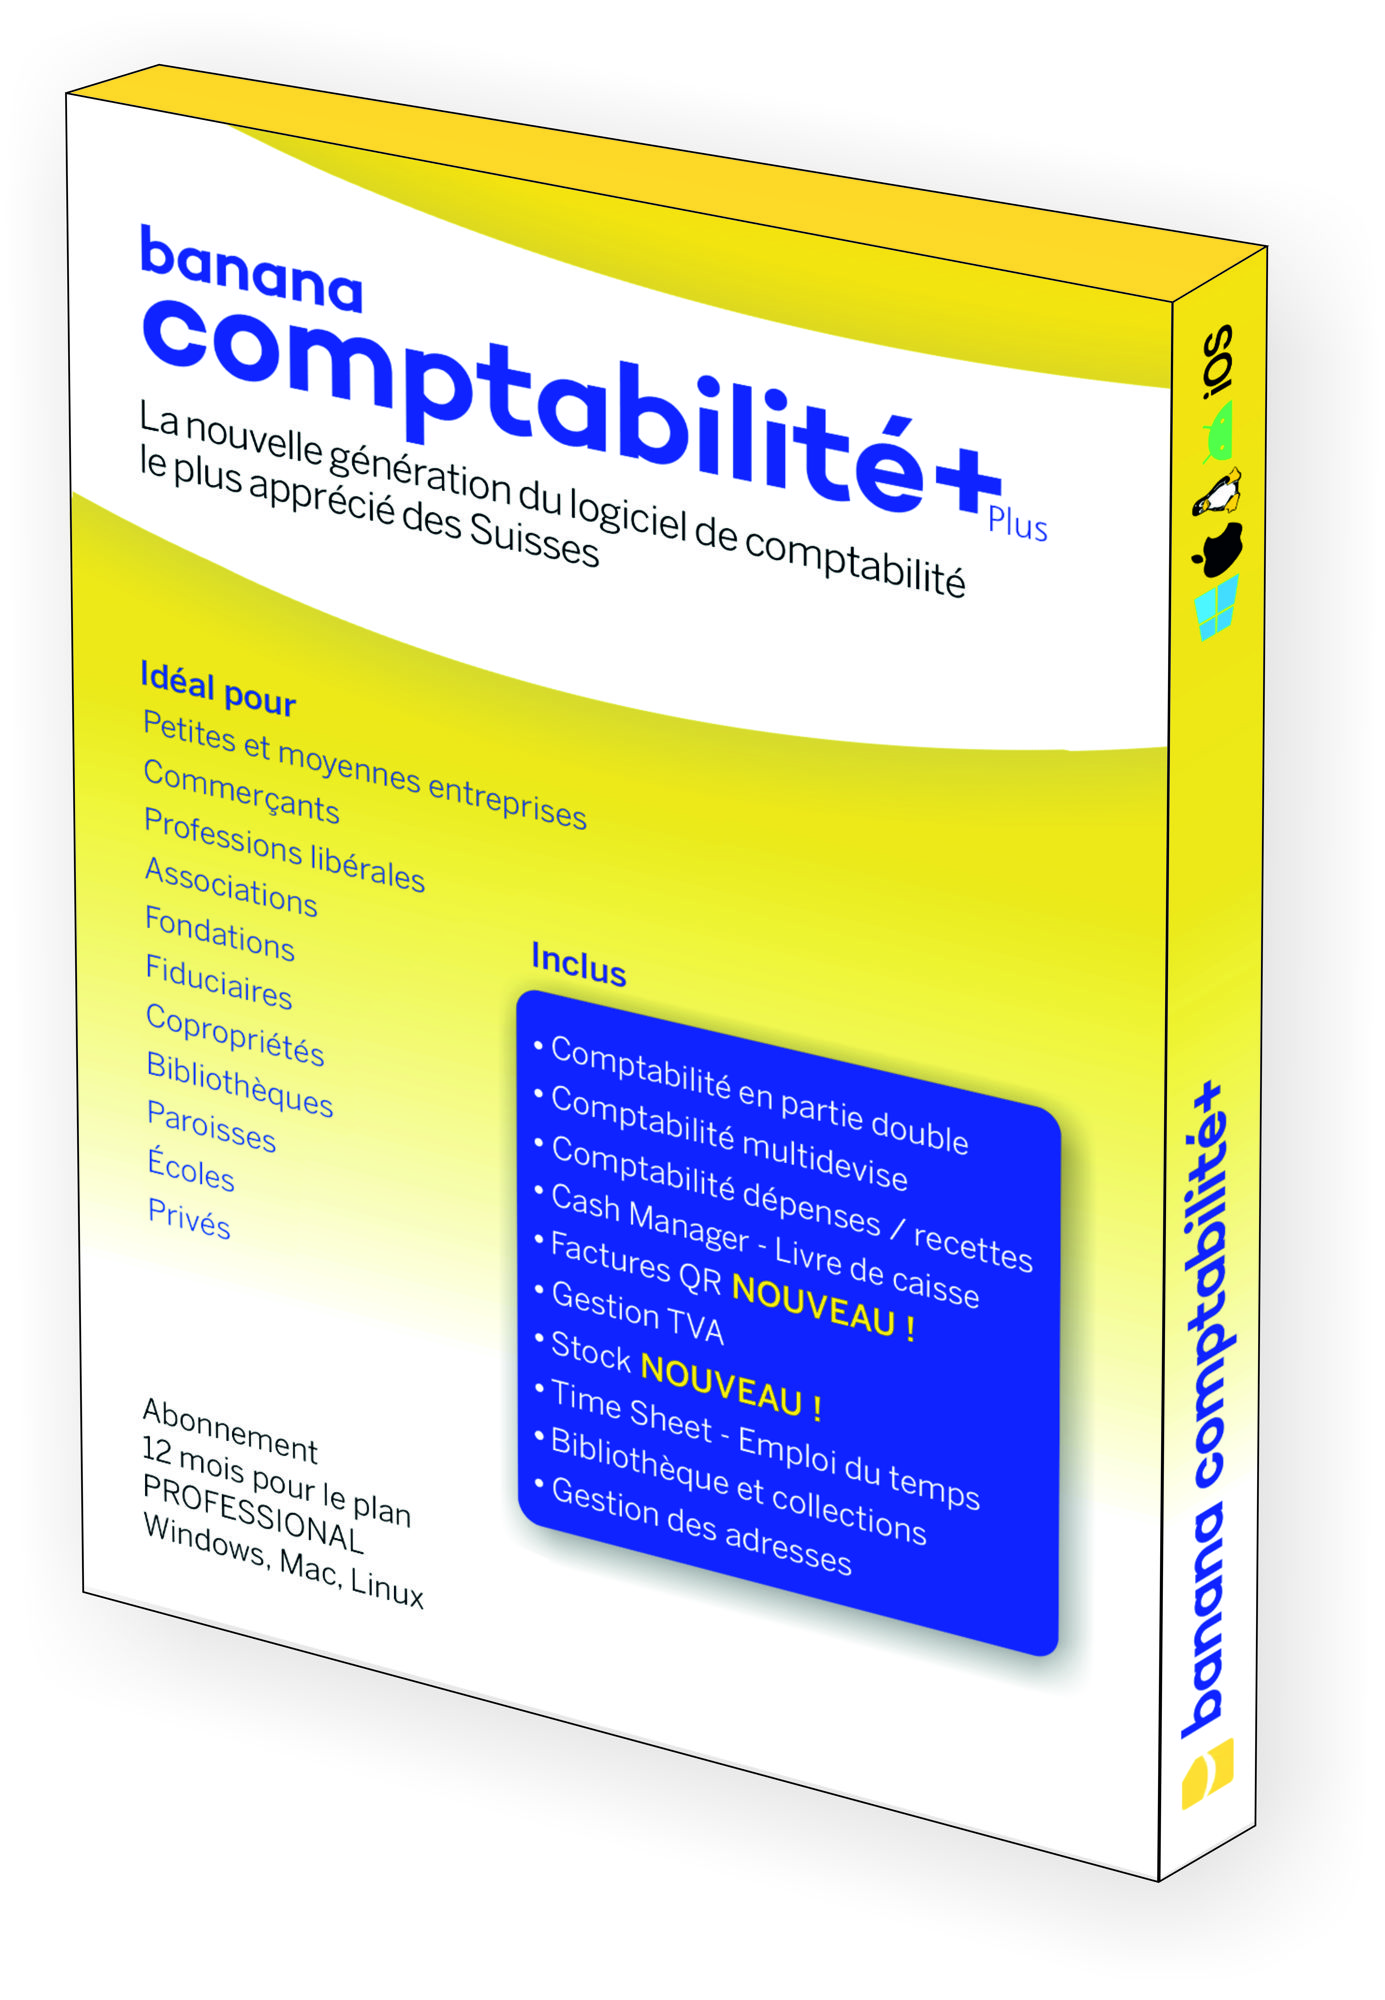 banana
comptabilité+
Plus
La nouvelle génération du logiciel de comptabilité
le plus apprécié des Suisses
Idéal pour
Petites et moyennes entreprises
Commerçants
Professions libérales
Associations
Fondations
Fiduciaires
Copropriétés
Bibliothèques
Paroisses
Écoles
Privés
Inclus
• Comptabilité en partie double
• Comptabilité multidevise
• Comptabilité dépenses / recettes
• Cash Manager - Livre de caisse
• Factures QR NOUVEAU !
• Gestion TVA
• Stock NOUVEAU !
• Time Sheet - Emploi du temps
• Bibliothèque et collections
• Gestion des adresses
Abonnement
12 mois pour le plan
PROFESSIONAL
Windows, Mac, Linux
banana comptabilité+
iOS